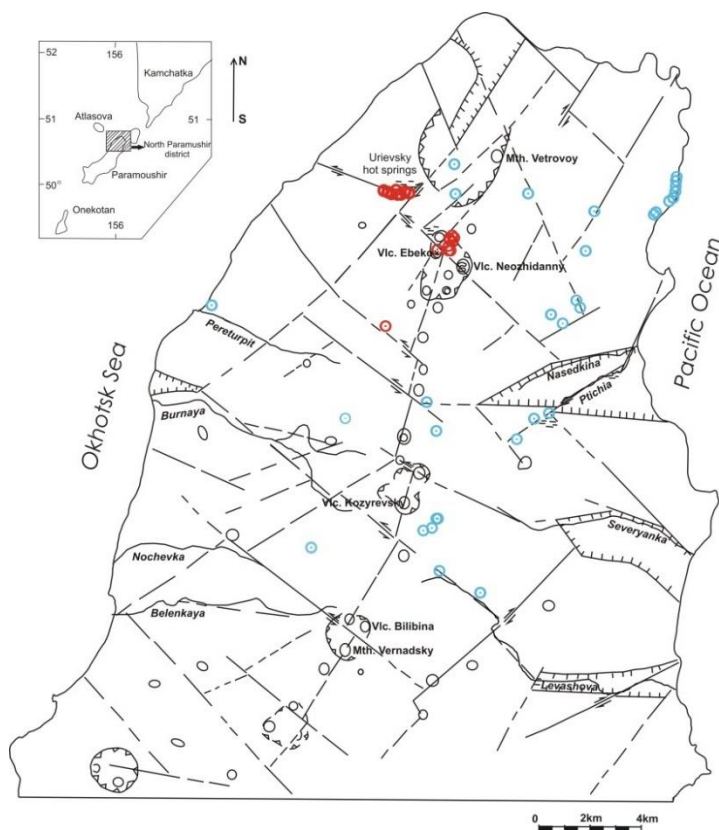 52
156
Kamchatka
N
S
Atlasova
51
51
North Paramushir
district
50°
Paramoushir
Onekotan
156
Urievsky
hot springs
Mth. Vetrovoy
Vlc. Ebeko
Vlc. Neozhidanny
Pereturpit
Okhotsk Sea
Pacific Ocean
Nasedkina
Ptichia
Burnaya
Vlc. Kozyrevsky
Severyanka
Nochevka
Belenkaya
Vlc. Bilibina
Mth. Vernadsky
Levashova
0 2km 4km